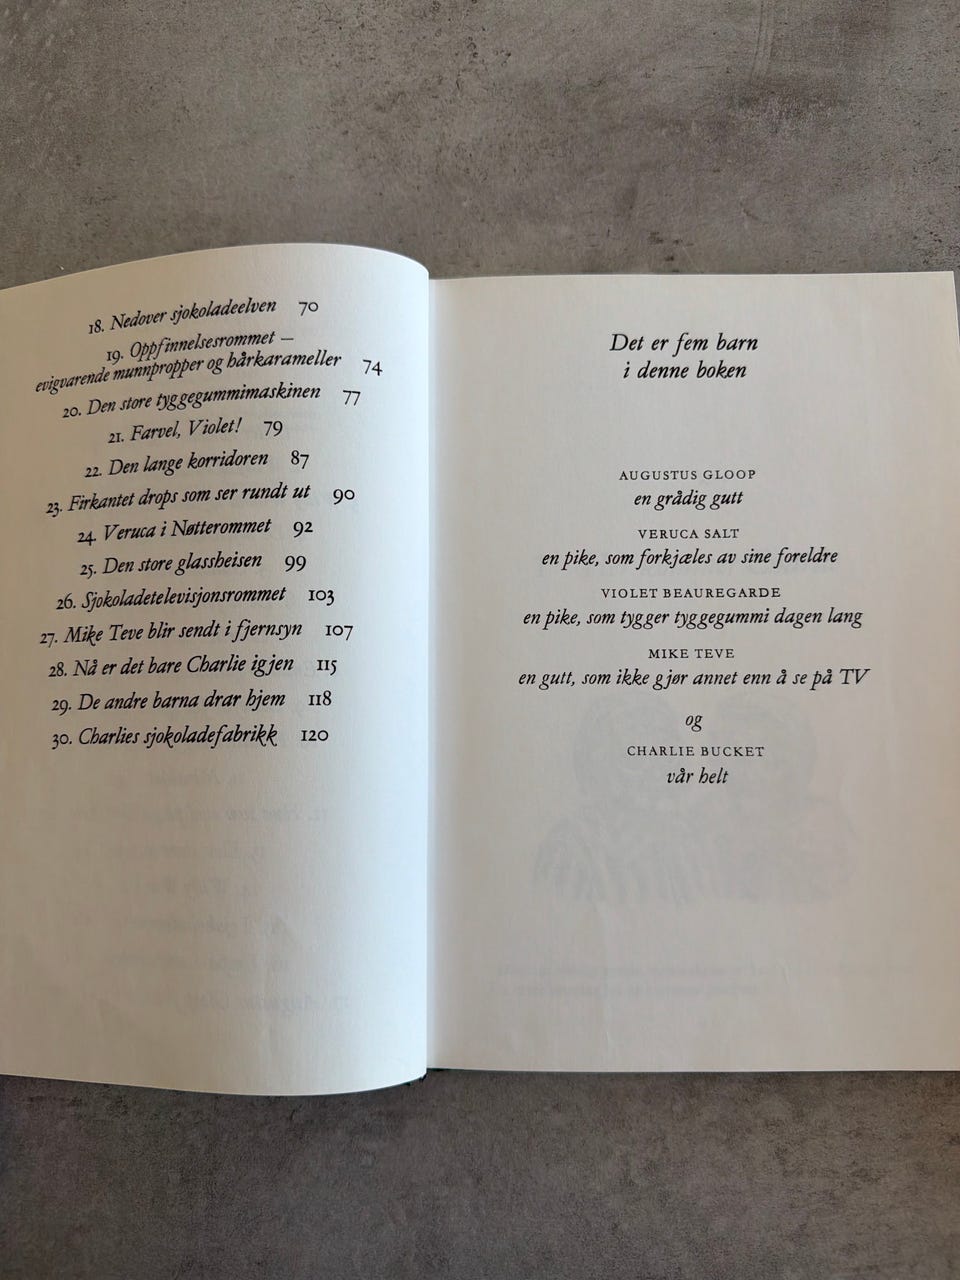 18. Nedover sjokoladeelven 70
19. Oppfinnelsesrommet —
evigvarende munnpropper og hårkarameller 74
20. Den store tyggegummimaskinen 77
21. Farvel, Violet! 79
22. Den lange korridoren 87
23. Firkantet drops som ser rundt ut 90
24. Veruca i Nøtterommet 92
25. Den store glassheisen 99
26. Sjokoladetelevisjonsrommet 103
27. Mike Teve blir sendt i fjernsyn 107
28. Nå er det bare Charlie igjen 115
29. De andre barna drar hjem 118
30. Charlies sjokoladefabrikk 120
Det er fem barn
i denne boken
AUGUSTUS GLOOP
en grådig gutt
VERUCA SALT
en pike, som forkjæles av sine foreldre
VIOLET BEAUREGARDE
en pike, som tygger tyggegummi dagen lang
MIKE TEVE
en gutt, som ikke gjør annet enn å se på TV
og
CHARLIE BUCKET
vår helt